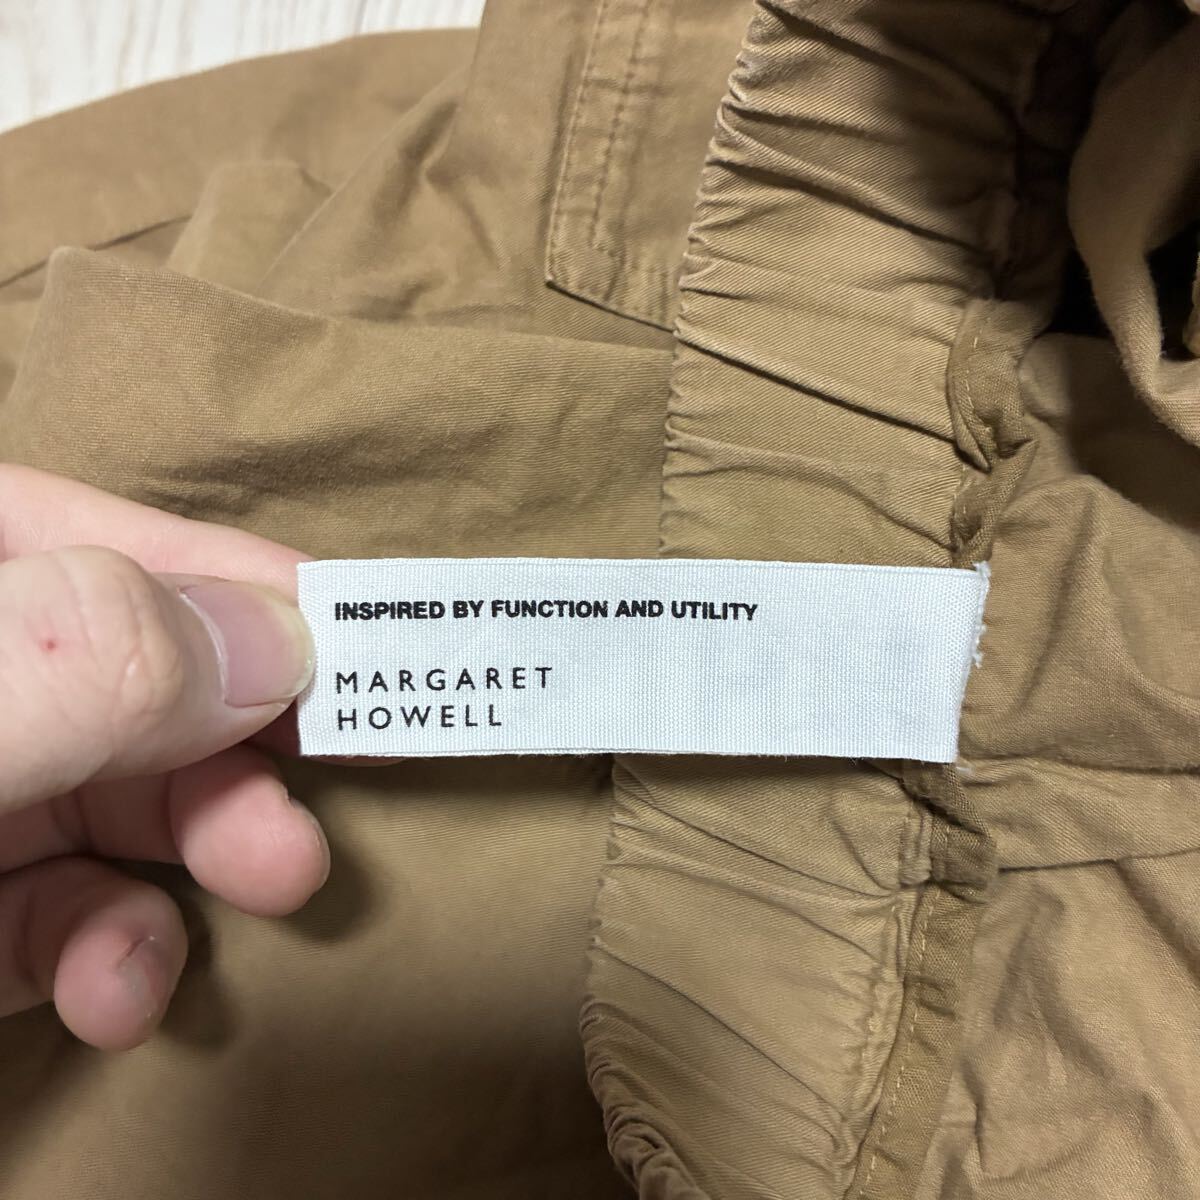 INSPIRED BY FUNCTION AND UTILITY
MARGARET
HOWELL